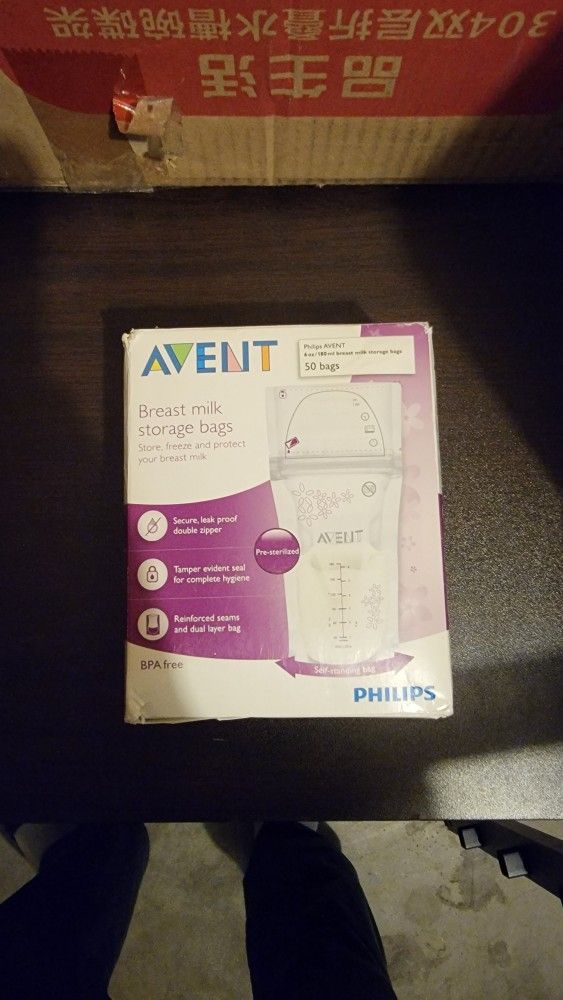 304双层折叠水槽碗碟架
品生活
AVENT
Philips AVENT
6 oz/180 ml breast milk storage bags
50 bags
Breast milk
storage bags
Store, freeze and protect
your breast milk
Secure, leak proof
double zipper
Pre-sterilized
Tamper evident seal
for complete hygiene
Reinforced seams
and dual layer bag
AVENT
BPA free
Self-standing bag
PHILIPS